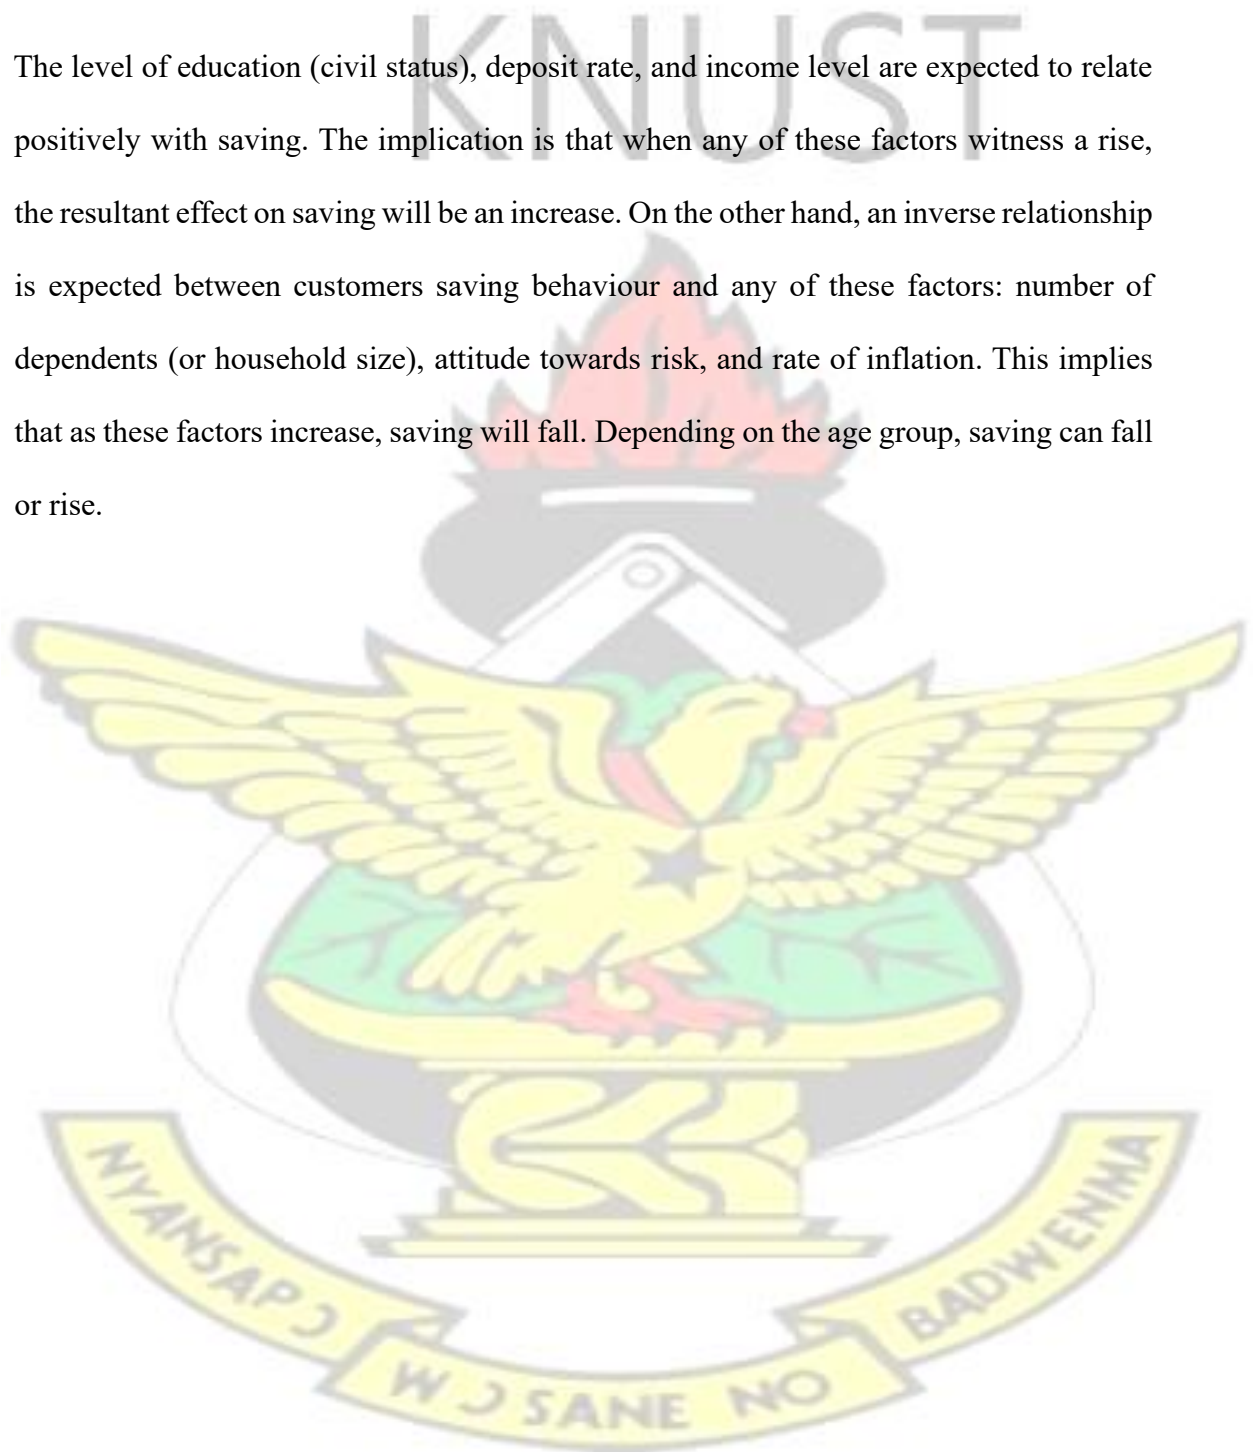 KNUST
The level of education (civil status), deposit rate, and income level are expected to relate
positively with saving. The implication is that when any of these factors witness a rise,
the resultant effect on saving will be an increase. On the other hand, an inverse relationship
is expected between customers saving behaviour and any of these factors: number of
dependents (or household size), attitude towards risk, and rate of inflation. This implies
that as these factors increase, saving will fall. Depending on the age group, saving can fall
or rise.
NYANSAPƆ
WƆSANE NO
BADWENMA